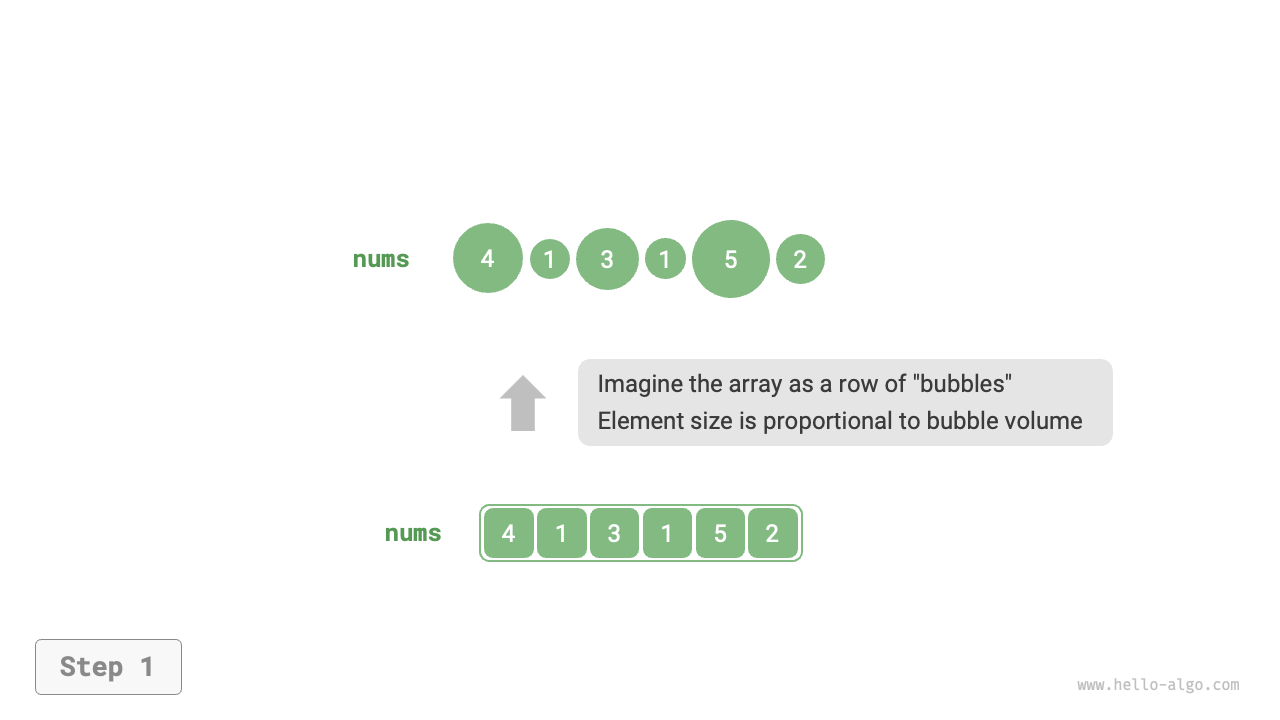 nums 4 1 3 1 5 2
Imagine the array as a row of "bubbles"
Element size is proportional to bubble volume
nums 4 1 3 1 5 2
Step 1
www.hello-algo.com